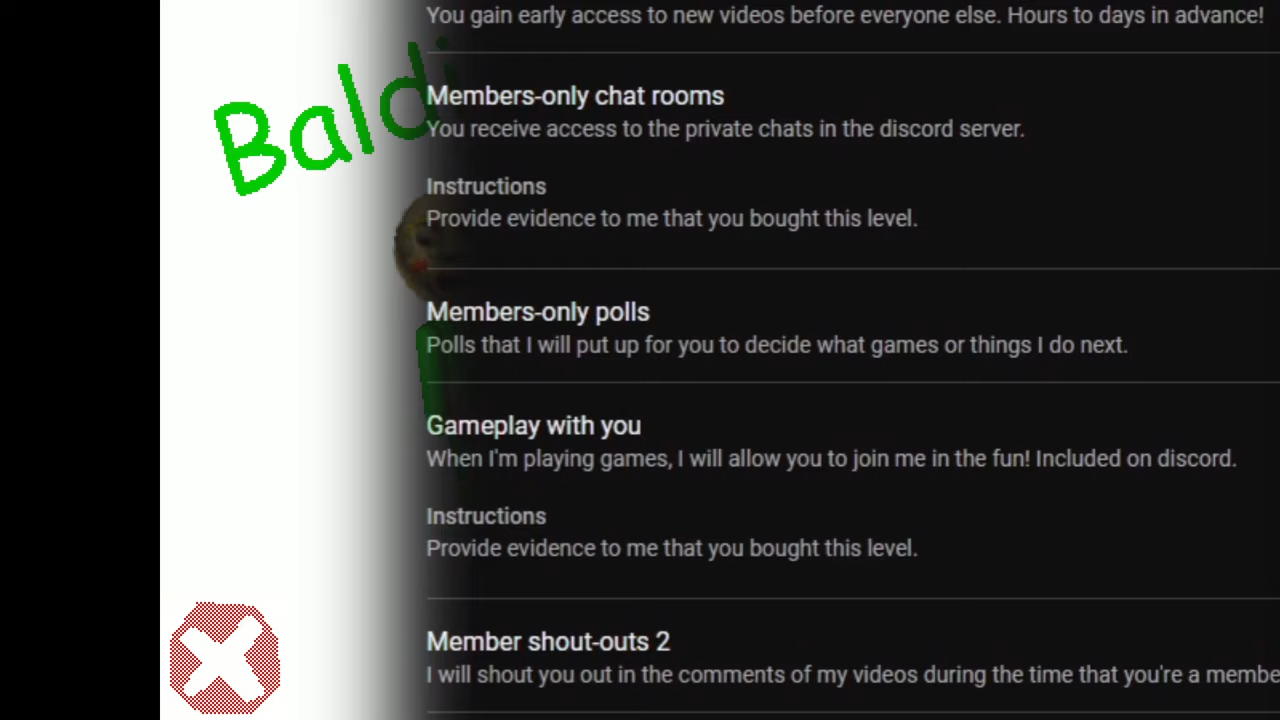 You gain early access to new videos before everyone else. Hours to days in advance!
Baldi
Members-only chat rooms
You receive access to the private chats in the discord server.
Instructions
Provide evidence to me that you bought this level.
Members-only polls
Polls that I will put up for you to decide what games or things I do next.
Gameplay with you
When I'm playing games, I will allow you to join me in the fun! Included on discord.
Instructions
Provide evidence to me that you bought this level.
Member shout-outs 2
I will shout you out in the comments of my videos during the time that you're a membe